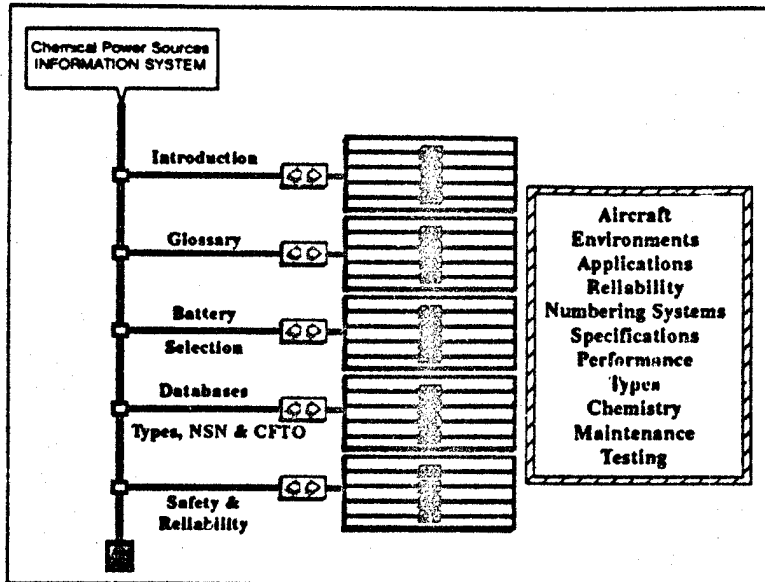 Chemical Power Sources
INFORMATION SYSTEM
Introduction
Glossary
Battery
Selection
Databases
Types, NSN & CFTO
Safety &
Reliability
Aircraft
Environments
Applications
Reliability
Numbering Systems
Specifications
Performance
Types
Chemistry
Maintenance
Testing